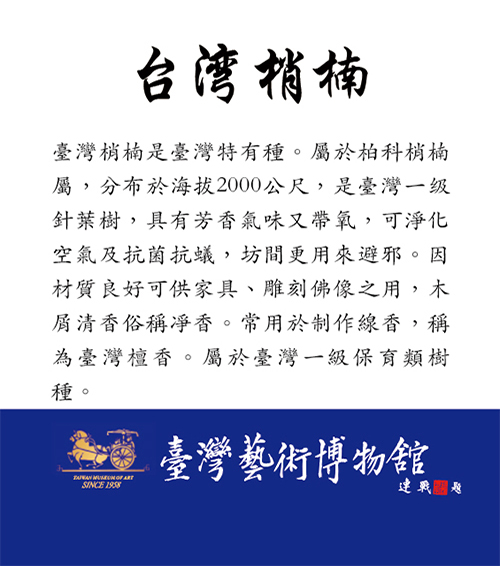 台湾梢楠
臺灣梢楠是臺灣特有種。屬於柏科梢楠
屬，分布於海拔2000公尺，是臺灣一級
針葉樹，具有芳香氣味又帶氧，可淨化
空氣及抗菌抗蟻，坊間更用來避邪。因
材質良好可供家具、雕刻佛像之用，木
屑清香俗稱淨香。常用於制作線香，稱
為臺灣檀香。屬於臺灣一級保育類樹
種。
臺灣藝術博物館
連戰 題
TAIWAN MUSEUM OF ART
SINCE 1958